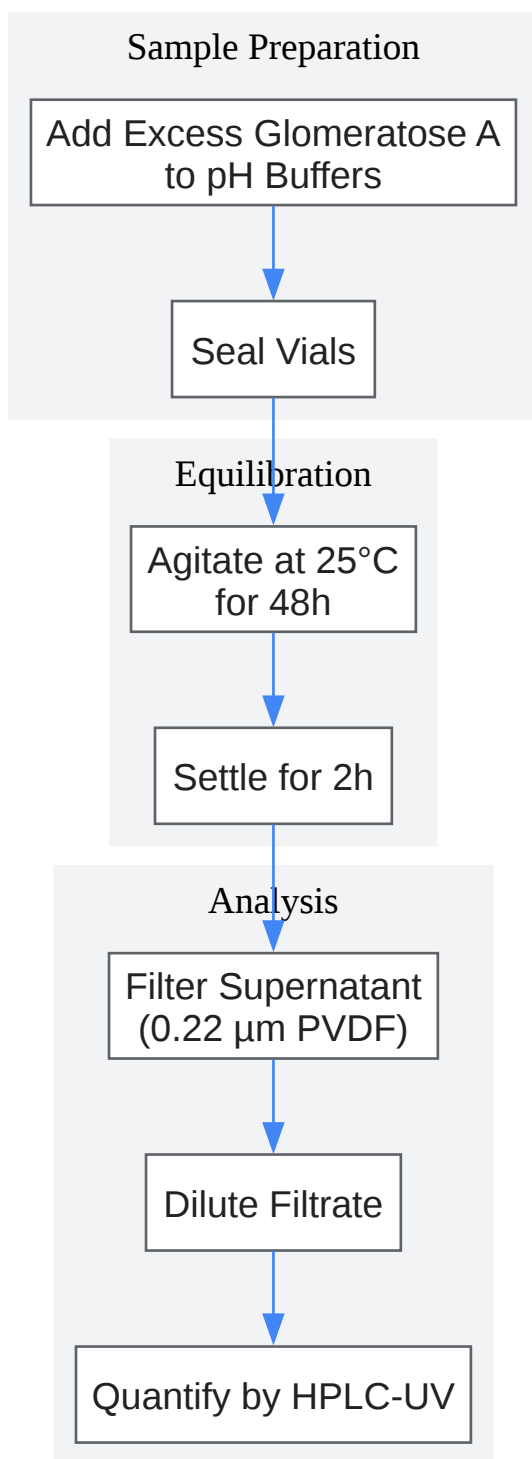 Sample Preparation
Add Excess Glomeratose A
to pH Buffers
Seal Vials
Equilibration
Agitate at 25°C
for 48h
Settle for 2h
Analysis
Filter Supernatant
(0.22 µm PVDF)
Dilute Filtrate
Quantify by HPLC-UV